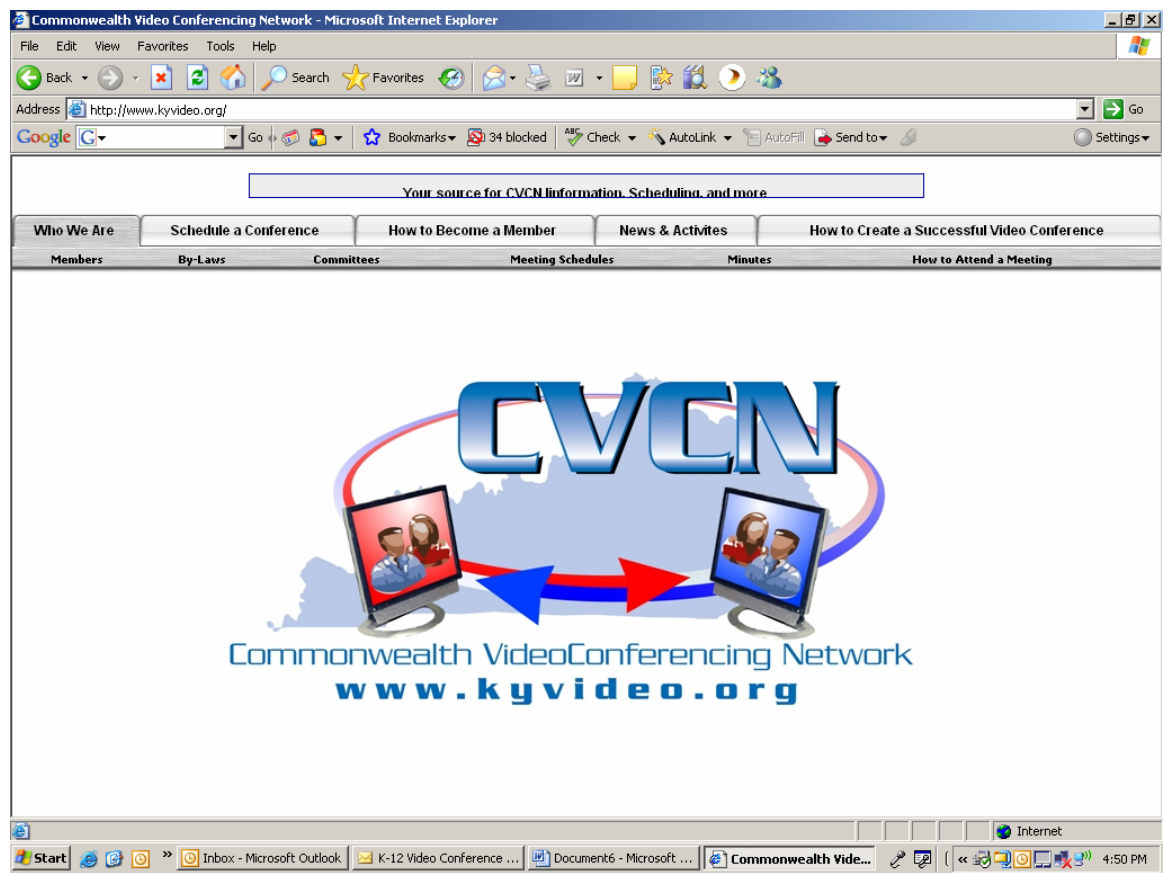 Commonwealth Video Conferencing Network - Microsoft Internet Explorer
File Edit View Favorites Tools Help
Back Search Favorites W
Address http://www.kyvideo.org/ Go
Google G Go Bookmarks 34 blocked ABC Check AutoLink AutoFill Send to Settings
Your source for CVCN Iinformation, Scheduling, and more
Who We Are Schedule a Conference How to Become a Member News & Activites How to Create a Successful Video Conference
Members By-Laws Committees Meeting Schedules Minutes How to Attend a Meeting
CVCN
Commonwealth VideoConferencing Network
www.kyvideo.org
Internet
Start » Inbox - Microsoft Outlook K-12 Video Conference ... Document6 - Microsoft ... Commonwealth Vide... « 4:50 PM